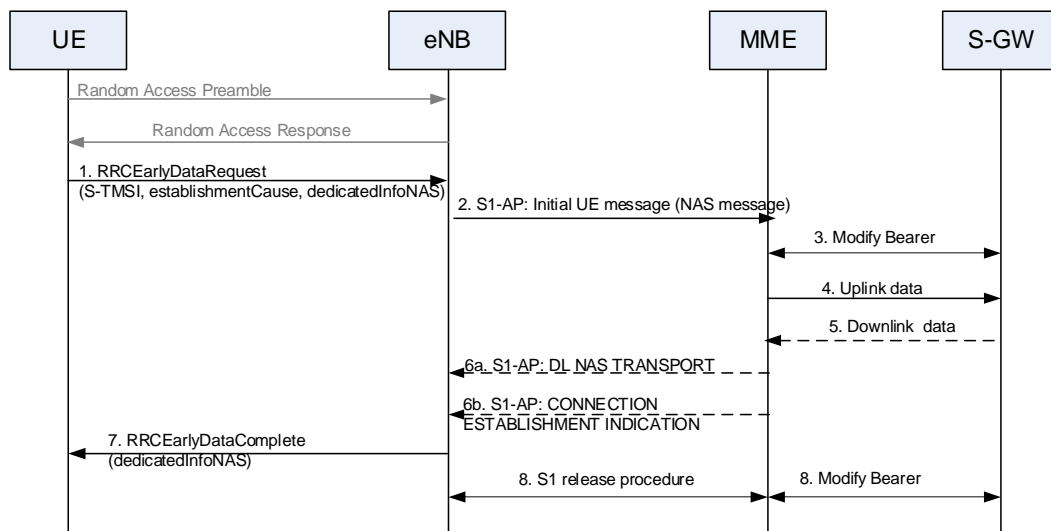 UE
eNB
MME
S-GW
Random Access Preamble
Random Access Response
1. RRCEarlyDataRequest
(S-TMSI, establishmentCause, dedicatedInfoNAS)
2. S1-AP: Initial UE message (NAS message)
3. Modify Bearer
4. Uplink data
5. Downlink data
6a. S1-AP: DL NAS TRANSPORT
6b. S1-AP: CONNECTION
ESTABLISHMENT INDICATION
7. RRCEarlyDataComplete
(dedicatedInfoNAS)
8. S1 release procedure
8. Modify Bearer